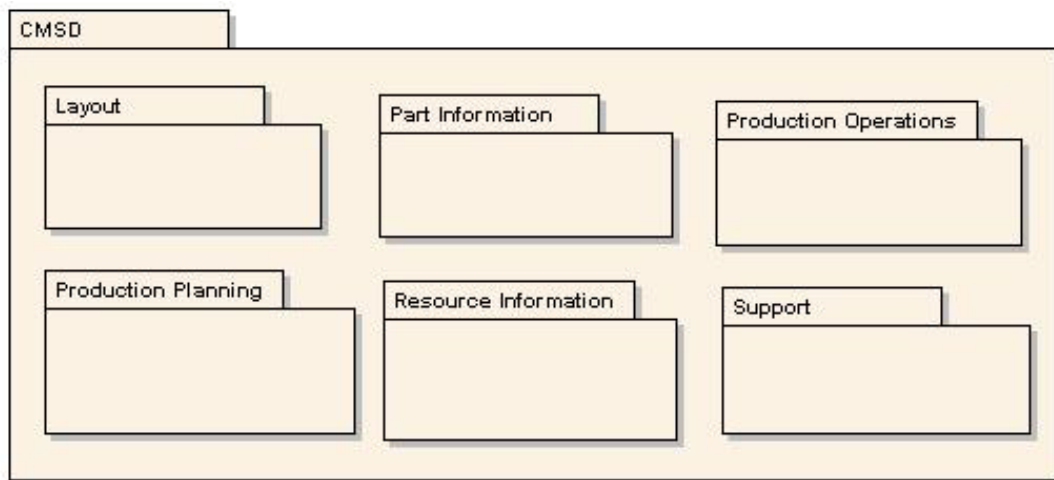 CMSD
Layout
Part Information
Production Operations
Production Planning
Resource Information
Support